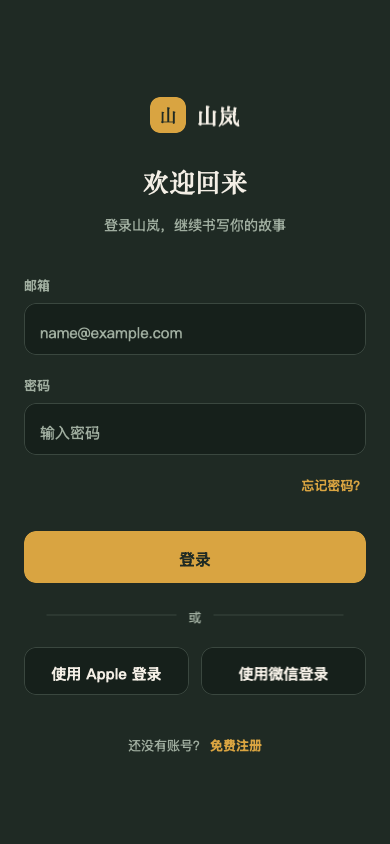 山 山岚
欢迎回来
登录山岚，继续书写你的故事
邮箱
name@example.com
密码
输入密码
忘记密码?
登录
或
使用 Apple 登录 使用微信登录
还没有账号? 免费注册